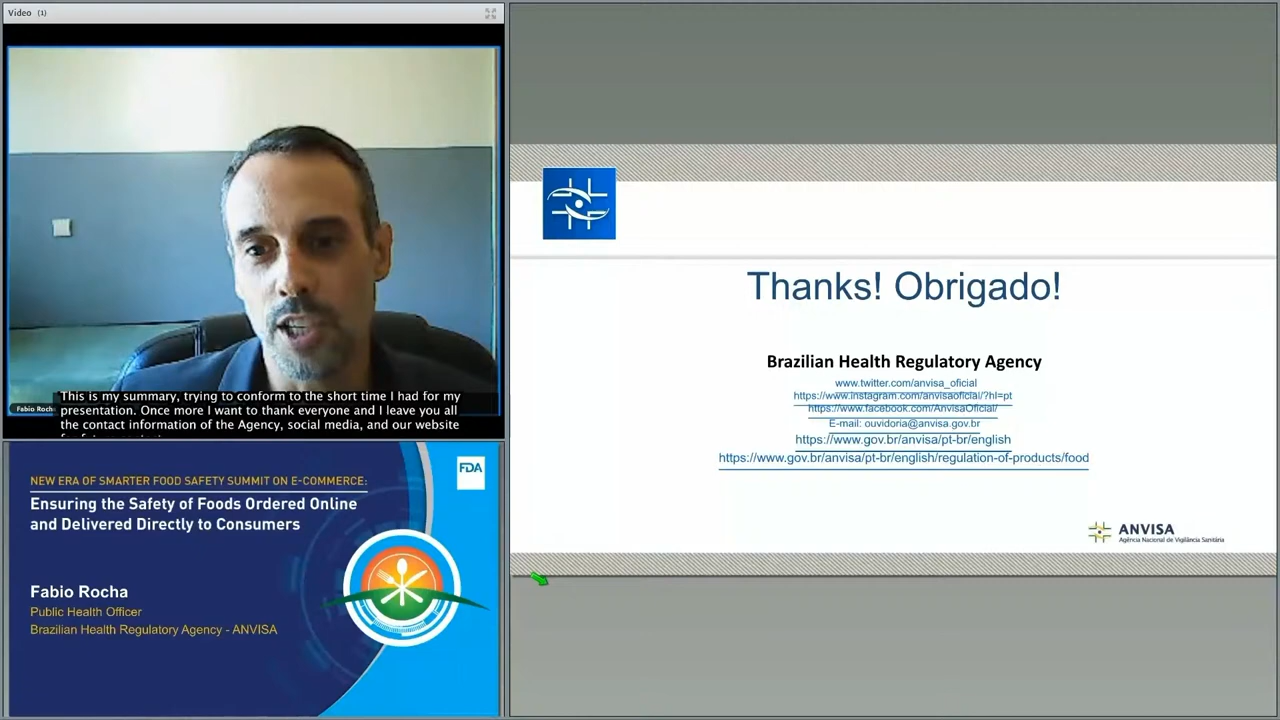 Video (1)
Fabio Roch
This is my summary, trying to conform to the short time I had for my
presentation. Once more I want to thank everyone and I leave you all
the contact information of the Agency, social media, and our website
NEW ERA OF SMARTER FOOD SAFETY SUMMIT ON E-COMMERCE:
Ensuring the Safety of Foods Ordered Online
and Delivered Directly to Consumers
FDA
Fabio Rocha
Public Health Officer
Brazilian Health Regulatory Agency - ANVISA
Thanks! Obrigado!
Brazilian Health Regulatory Agency
www.twitter.com/anvisa_oficial
https://www.instagram.com/anvisaoficial/?hl=pt
https://www.facebook.com/AnvisaOficial/
E-mail: ouvidoria@anvisa.gov.br
https://www.gov.br/anvisa/pt-br/english
https://www.gov.br/anvisa/pt-br/english/regulation-of-products/food
ANVISA
Agência Nacional de Vigilância Sanitária